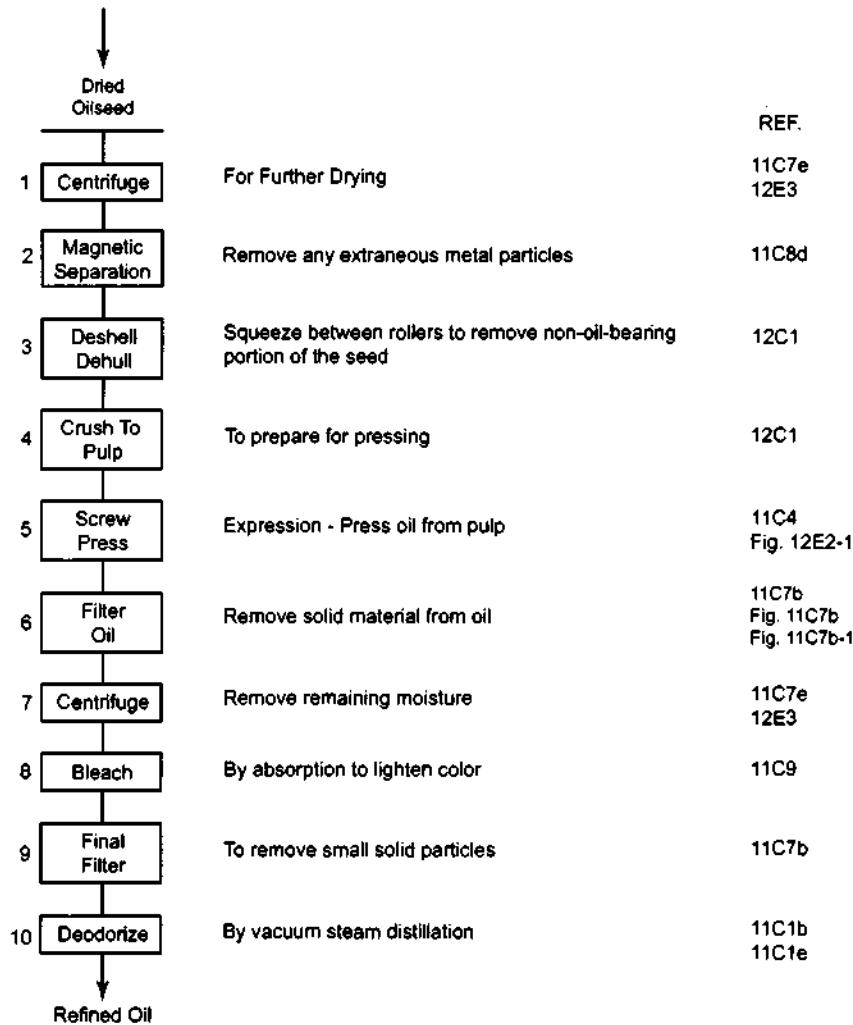 Dried
Oilseed
REF.
1 Centrifuge For Further Drying 11C7e
12E3
2 Magnetic
Separation Remove any extraneous metal particles 11C8d
3 Deshell
Dehull Squeeze between rollers to remove non-oil-bearing
portion of the seed 12C1
4 Crush To
Pulp To prepare for pressing 12C1
5 Screw
Press Expression - Press oil from pulp 11C4
Fig. 12E2-1
6 Filter
Oil Remove solid material from oil 11C7b
Fig. 11C7b
Fig. 11C7b-1
7 Centrifuge Remove remaining moisture 11C7e
12E3
8 Bleach By absorption to lighten color 11C9
9 Final
Filter To remove small solid particles 11C7b
10 Deodorize By vacuum steam distillation 11C1b
11C1e
Refined Oil